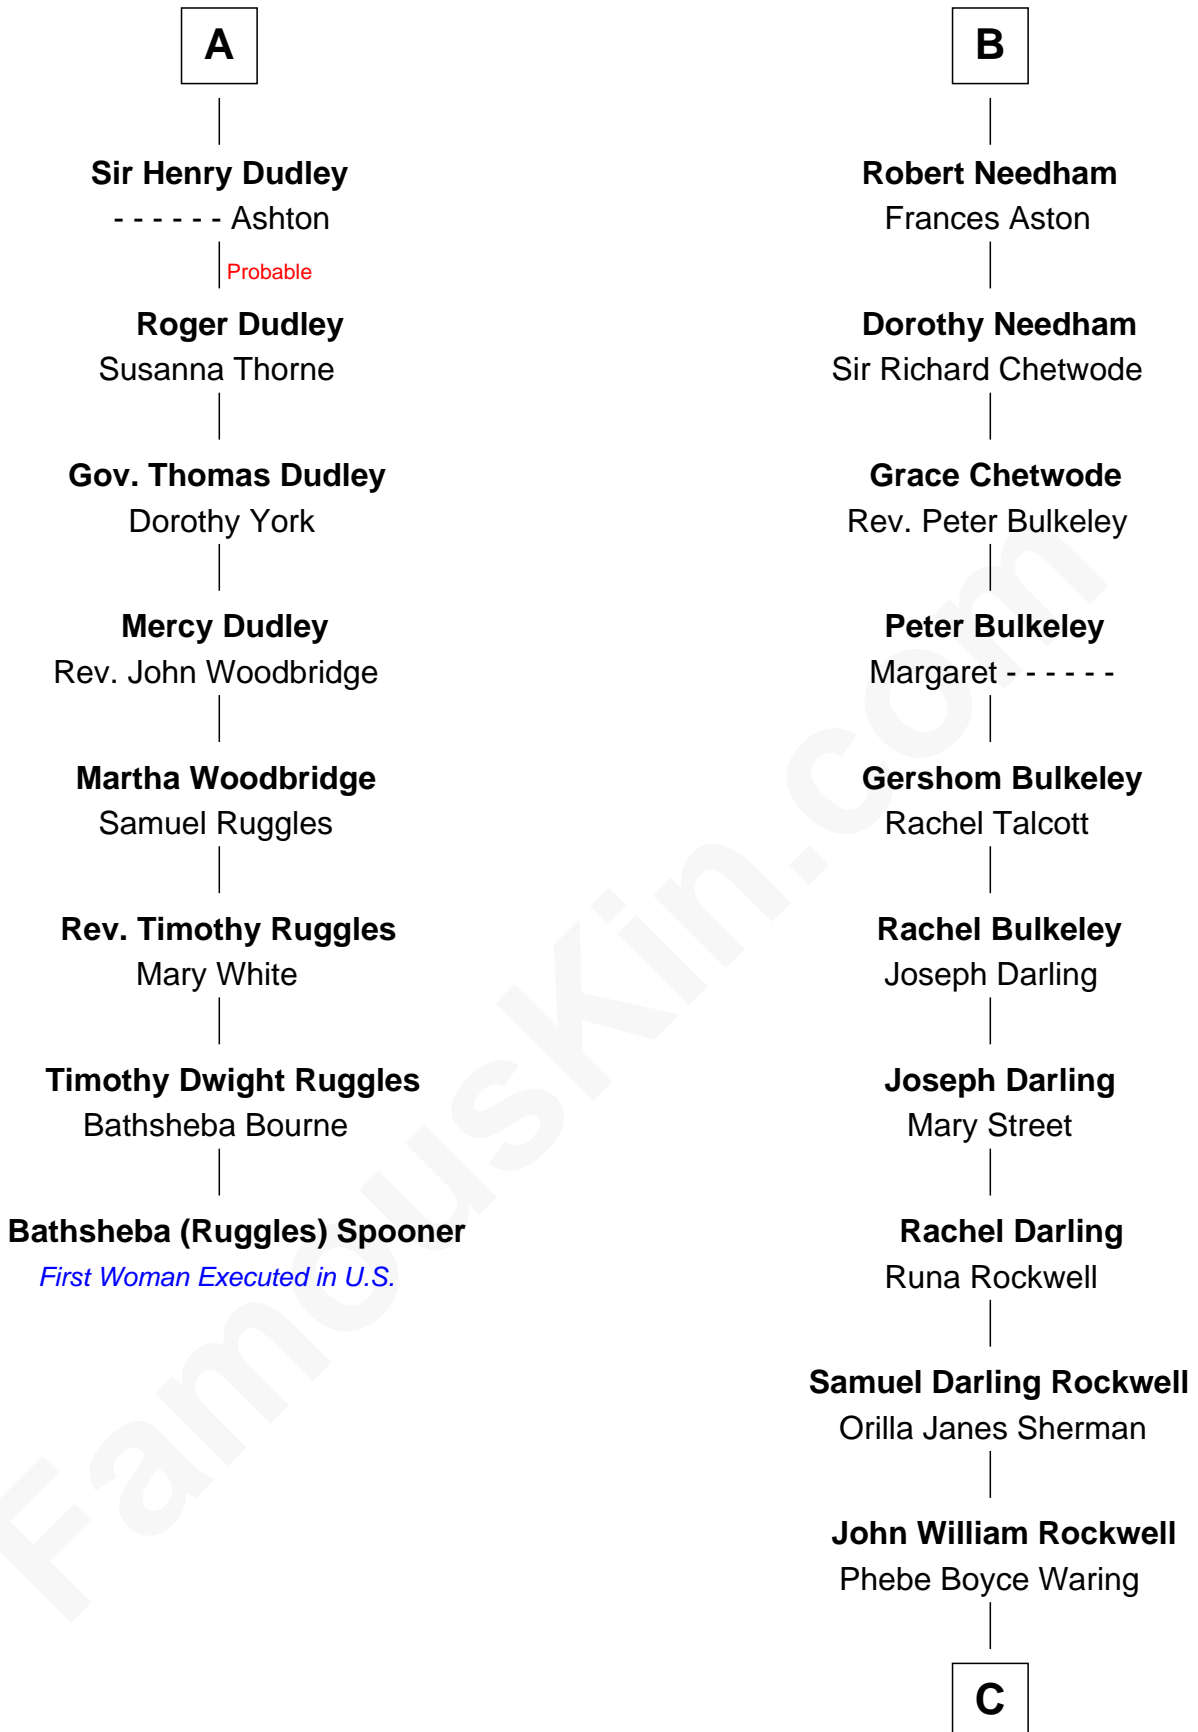 A
Sir Henry Dudley
- - - - - - Ashton
Probable
Roger Dudley
Susanna Thorne
Gov. Thomas Dudley
Dorothy York
Mercy Dudley
Rev. John Woodbridge
Martha Woodbridge
Samuel Ruggles
Rev. Timothy Ruggles
Mary White
Timothy Dwight Ruggles
Bathsheba Bourne
Bathsheba (Ruggles) Spooner
First Woman Executed in U.S.
B
Robert Needham
Frances Aston
Dorothy Needham
Sir Richard Chetwode
Grace Chetwode
Rev. Peter Bulkeley
Peter Bulkeley
Margaret - - - - - -
Gershom Bulkeley
Rachel Talcott
Rachel Bulkeley
Joseph Darling
Joseph Darling
Mary Street
Rachel Darling
Runa Rockwell
Samuel Darling Rockwell
Orilla Janes Sherman
John William Rockwell
Phebe Boyce Waring
C
FamousKin.com